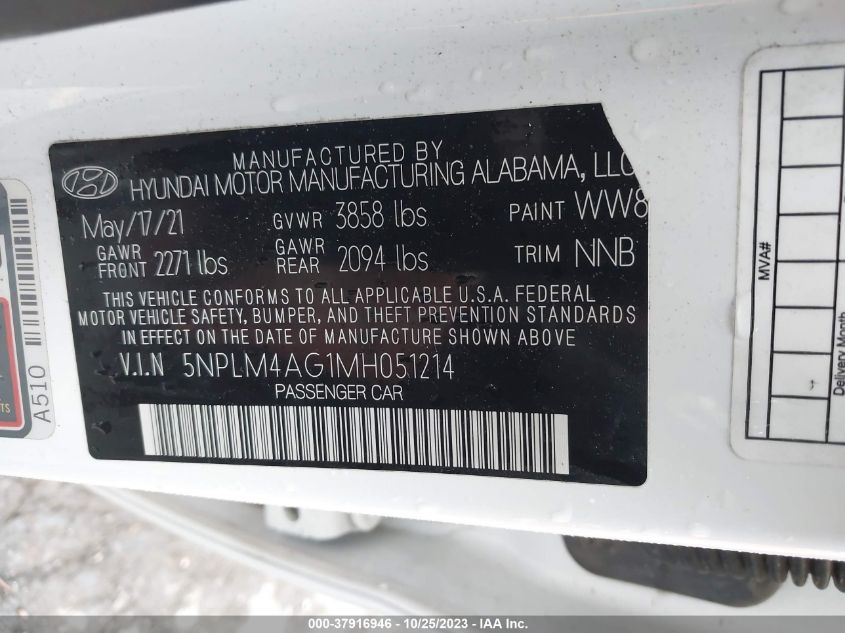 MANUFACTURED BY
HYUNDAI MOTOR MANUFACTURING ALABAMA, LLC
May/17/21 GVWR 3858 lbs PAINT WW8
GAWR FRONT 2271 lbs GAWR REAR 2094 lbs TRIM NNB
THIS VEHICLE CONFORMS TO ALL APPLICABLE U.S.A. FEDERAL
MOTOR VEHICLE SAFETY, BUMPER, AND THEFT PREVENTION STANDARDS
IN EFFECT ON THE DATE OF MANUFACTURE SHOWN ABOVE
V.I.N 5NPLM4AG1MH051214
PASSENGER CAR
A510
TS
MVA#
Delivery Month
000-37916946 - 10/25/2023 - IAA Inc.